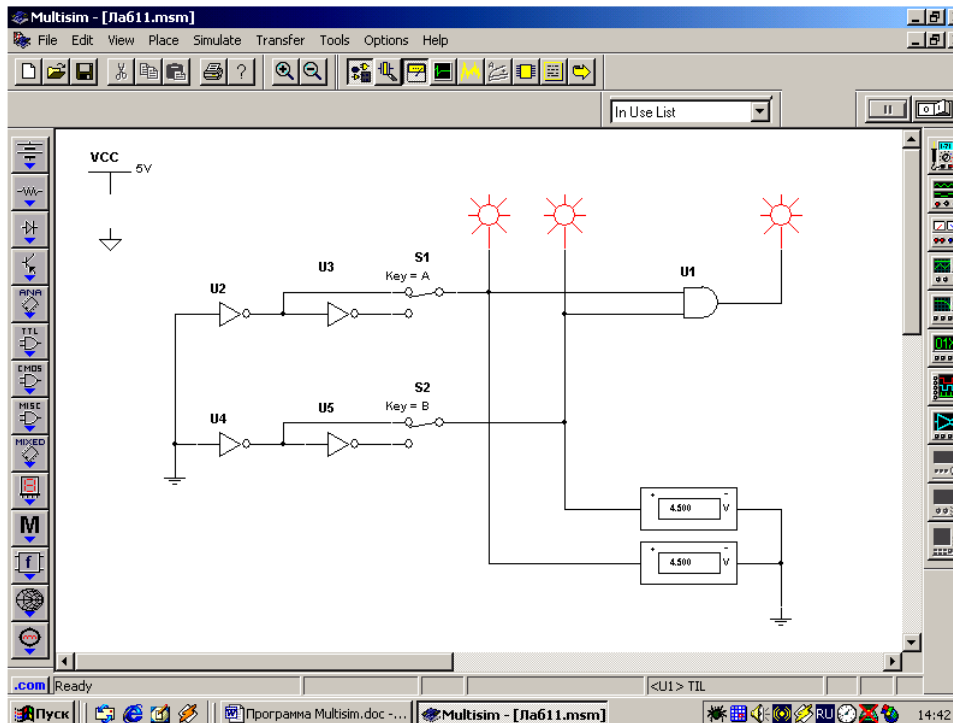 Multisim - [Лаб11.msm]
File Edit View Place Simulate Transfer Tools Options Help
In Use List
VCC
5V
S1
Key = A
U3
U2
U1
S2
Key = B
U4
U5
4.500 V
4.500 V
ANA
TTL
CMOS
MISC
MIXED
M
f
.com Ready
<U1> TIL
Пуск
Программа Multisim.doc -...
Multisim - [Лаб11.msm]
RU
14:42